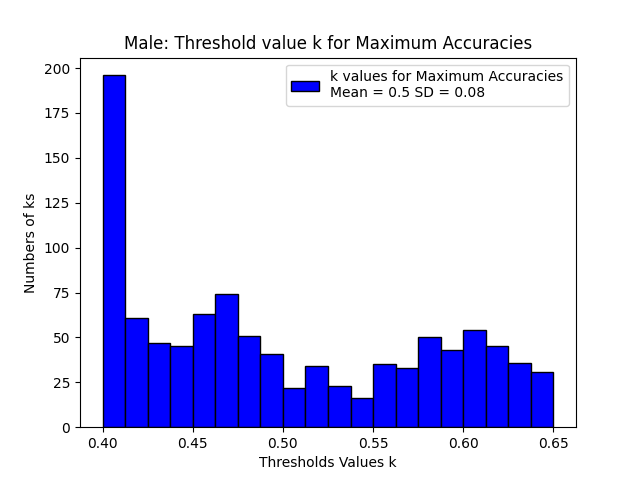 Male: Threshold value k for Maximum Accuracies
k values for Maximum Accuracies
Mean = 0.5 SD = 0.08
Numbers of ks
200
175
150
125
100
75
50
25
0
0.40 0.45 0.50 0.55 0.60 0.65
Thresholds Values k